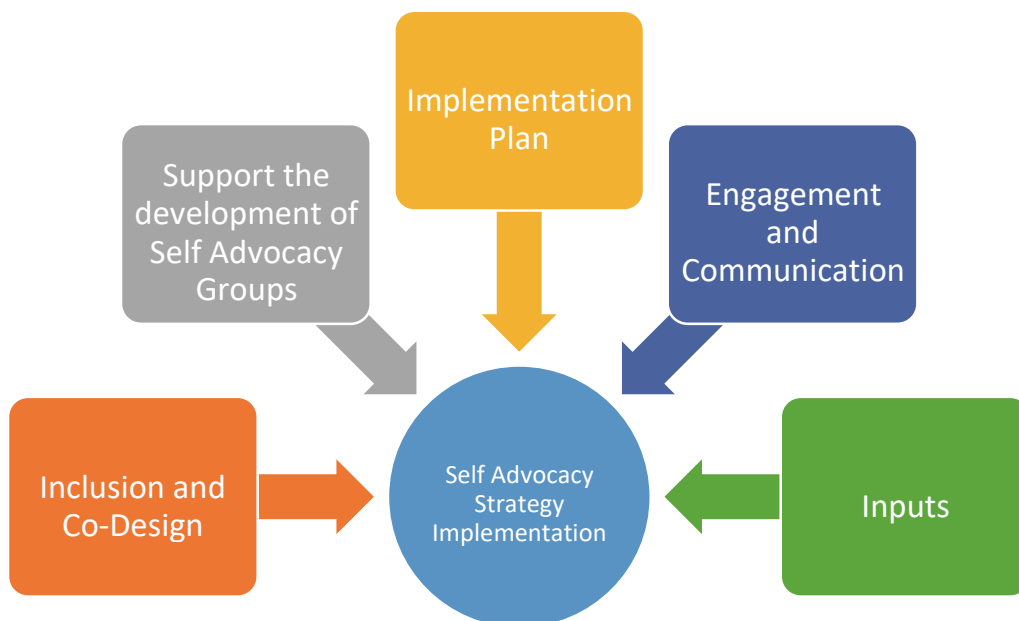 Implementation
Plan
Support the
development of
Self Advocacy
Groups
Engagement
and
Communication
Inclusion and
Co-Design
Self Advocacy
Strategy
Implementation
Inputs